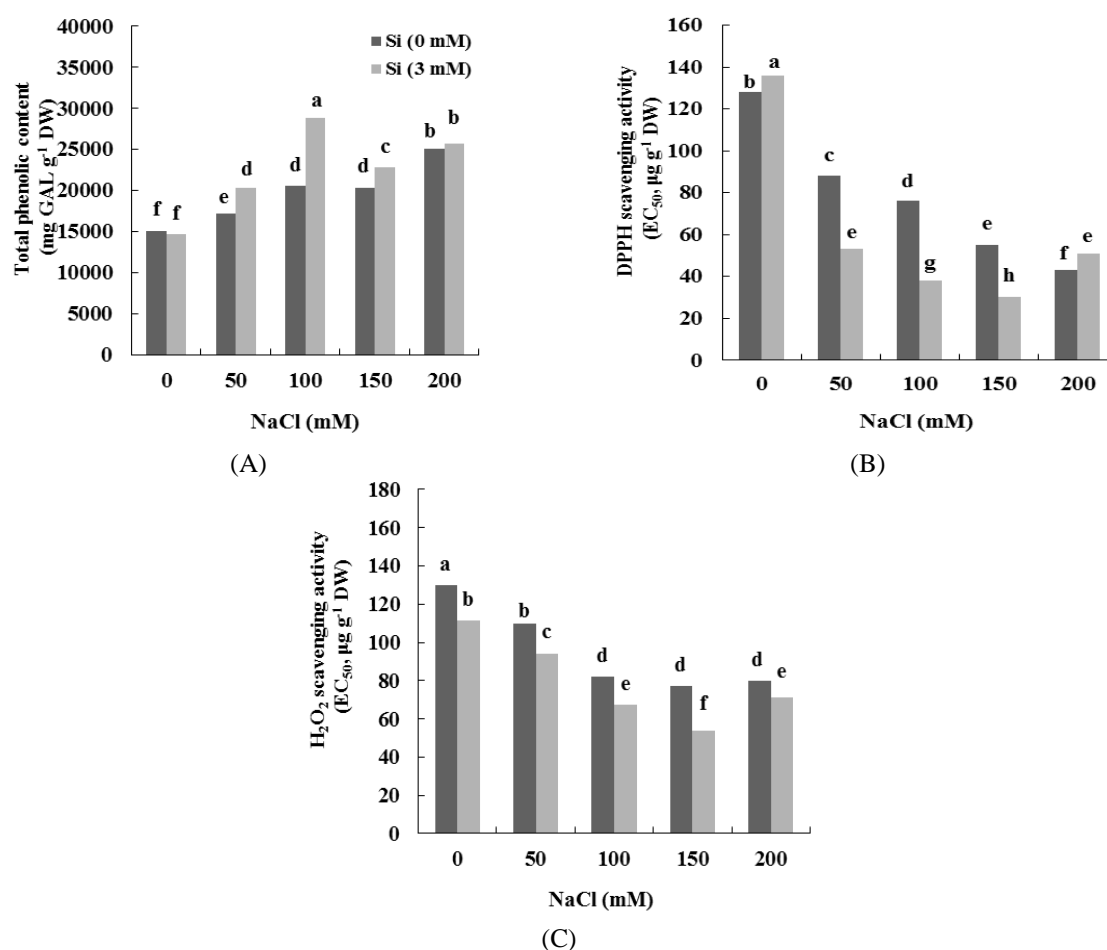 40000
35000
30000
25000
20000
15000
10000
5000
0
Total phenolic content
(mg GAL g⁻¹ DW)
Si (0 mM)
Si (3 mM)
f f e d d a d c b b
0 50 100 150 200
NaCl (mM)
(A)
160
140
120
100
80
60
40
20
0
DPPH scavenging activity
(EC₅₀, µg g⁻¹ DW)
b a c e d g e h f e
0 50 100 150 200
NaCl (mM)
(B)
180
160
140
120
100
80
60
40
20
0
H₂O₂ scavenging activity
(EC₅₀, µg g⁻¹ DW)
a b b c d e d f d e
0 50 100 150 200
NaCl (mM)
(C)